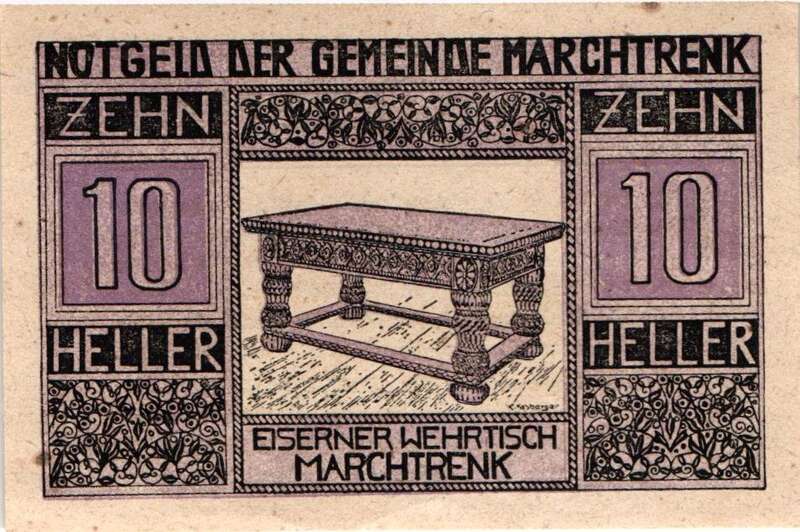 NOTGELD DER GEMEINDE MARCHTRENK
ZEHN
10
HELLER
EISERNER WEHRTISCH
MARCHTRENK
ZEHN
10
HELLER